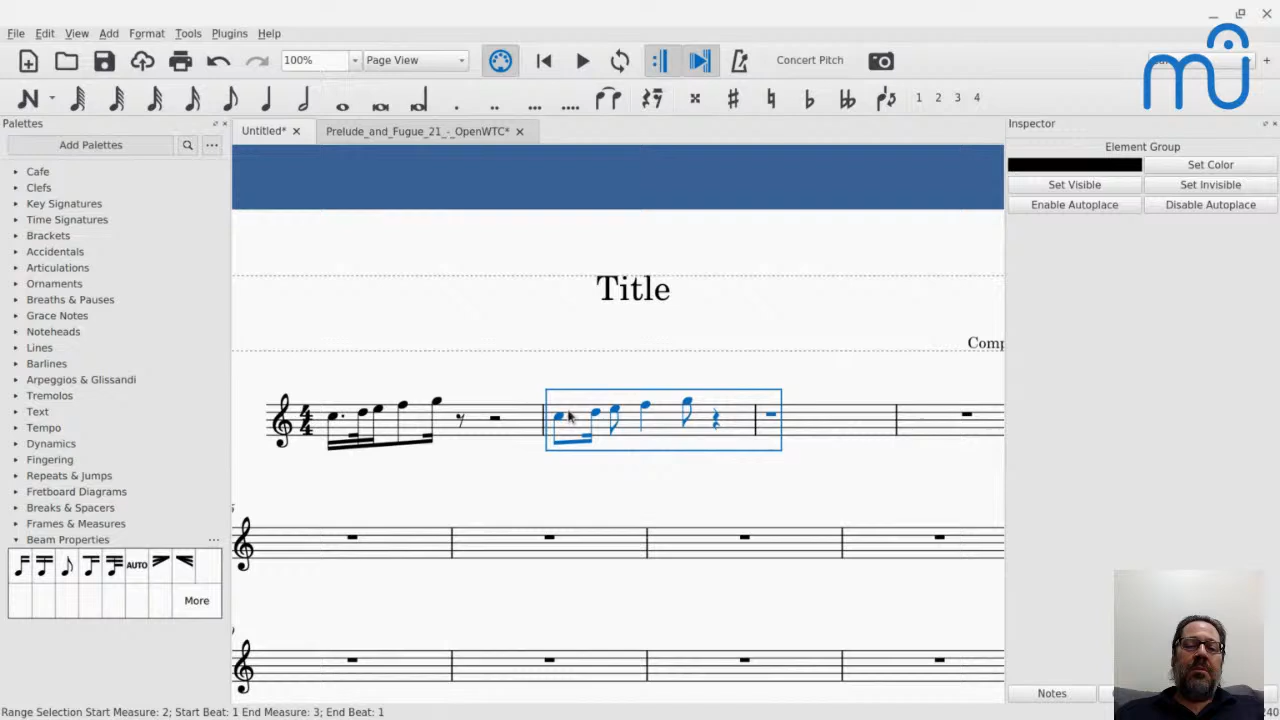 File Edit View Add Format Tools Plugins Help
100% Page View Concert Pitch 1 2 3 4
Palettes
Untitled* Prelude_and_Fugue_21_-_OpenWTC*
Inspector
Add Palettes
Element Group
Set Color
Set Visible Set Invisible
Enable Autoplace Disable Autoplace
Cafe
Clefs
Key Signatures
Time Signatures
Brackets
Accidentals
Articulations
Ornaments
Breaths & Pauses
Grace Notes
Noteheads
Lines
Barlines
Arpeggios & Glissandi
Tremolos
Text
Tempo
Dynamics
Fingering
Repeats & Jumps
Fretboard Diagrams
Breaks & Spacers
Frames & Measures
Beam Properties
AUTO
More
Title
Comp
Notes
Range Selection Start Measure: 2; Start Beat: 1 End Measure: 3; End Beat: 1
240